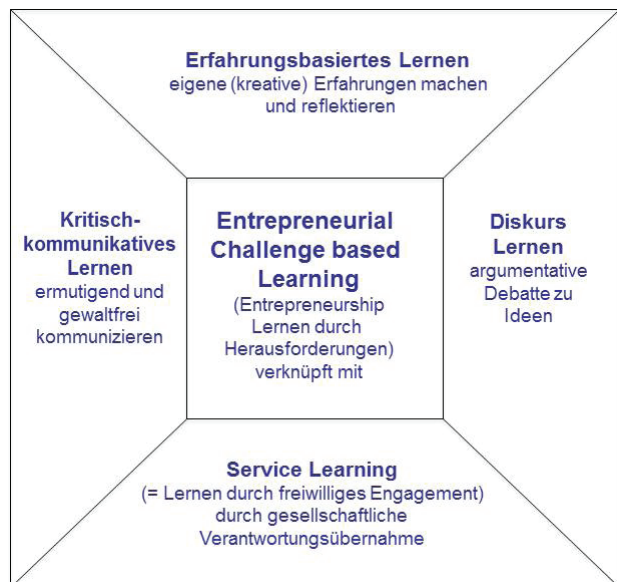 Erfahrungsbasiertes Lernen
eigene (kreative) Erfahrungen machen
und reflektieren
Kritisch-
kommunikatives
Lernen
ermutigend und
gewaltfrei
kommunizieren
Entrepreneurial
Challenge based
Learning
(Entrepreneurship
Lernen durch
Herausforderungen)
verknüpft mit
Diskurs
Lernen
argumentative
Debatte zu
Ideen
Service Learning
(= Lernen durch freiwilliges Engagement)
durch gesellschaftliche
Verantwortungsübernahme